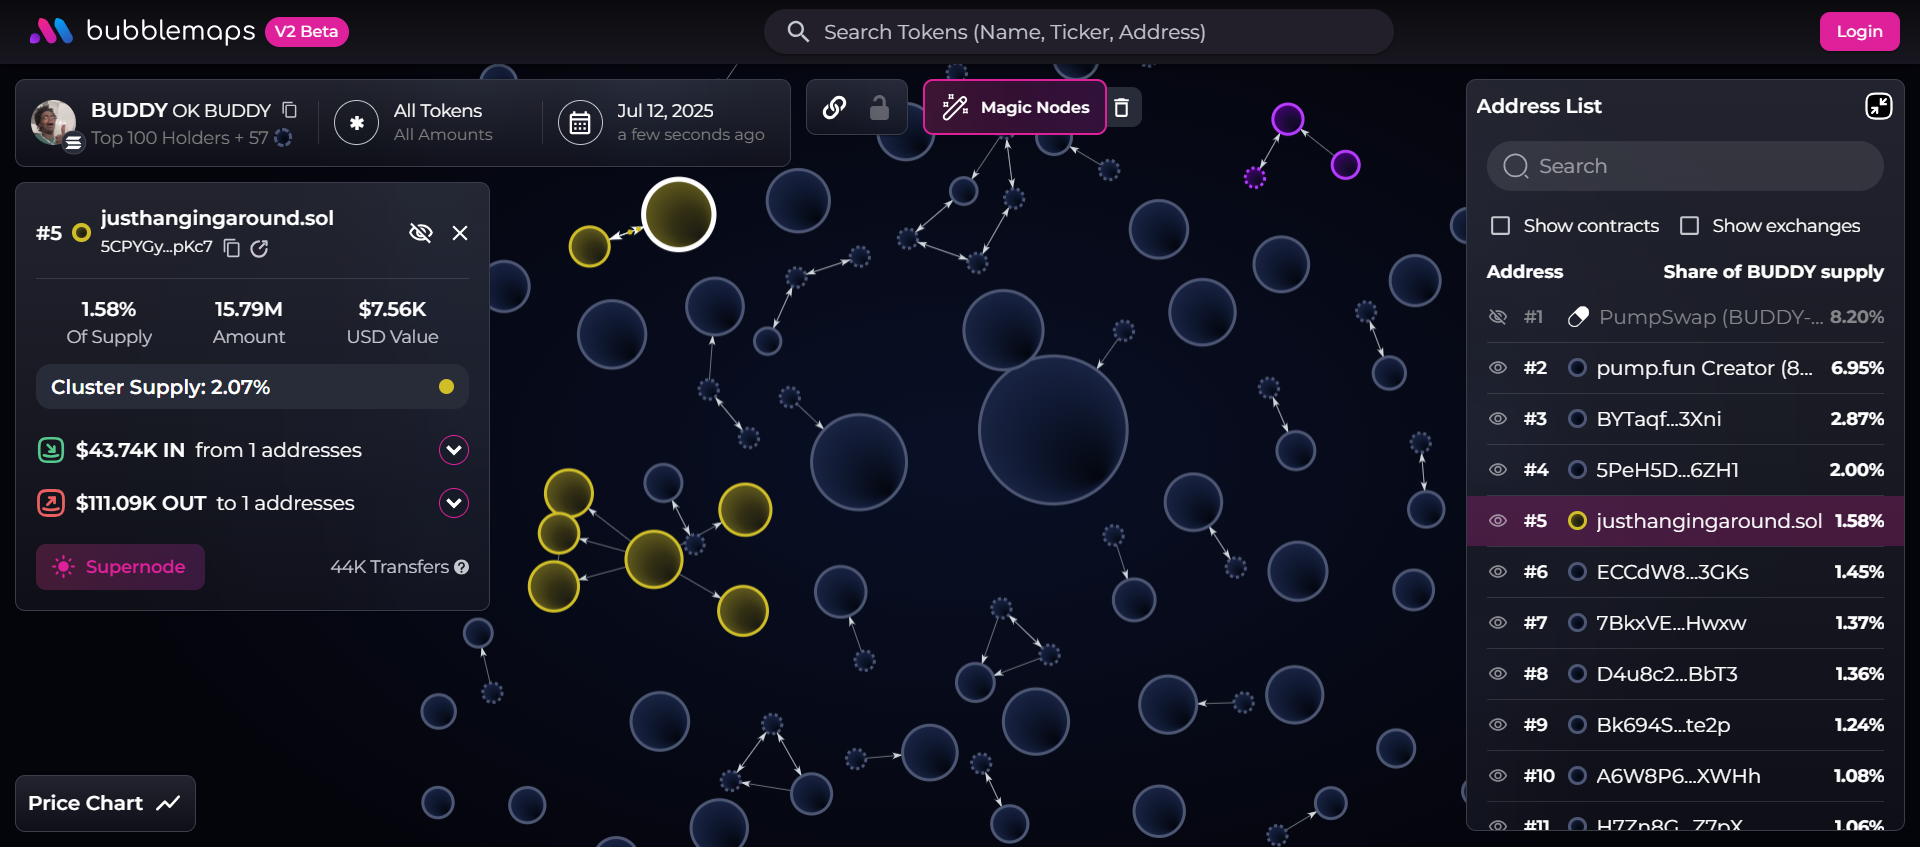 bubblemaps V2 Beta
Search Tokens (Name, Ticker, Address)
Login
BUDDY OK BUDDY
Top 100 Holders + 57
All Tokens
All Amounts
Jul 12, 2025
a few seconds ago
Magic Nodes
#5 justhangingaround.sol
5CPYGy...pKc7
1.58% 15.79M $7.56K
Of Supply Amount USD Value
Cluster Supply: 2.07%
$43.74K IN from 1 addresses
$111.09K OUT to 1 addresses
Supernode 44K Transfers
Price Chart
Address List
Search
Show contracts Show exchanges
Address Share of BUDDY supply
#1 PumpSwap (BUDDY-... 8.20%
#2 pump.fun Creator (8... 6.95%
#3 BYTaqf...3Xni 2.87%
#4 5PeH5D...6ZH1 2.00%
#5 justhangingaround.sol 1.58%
#6 ECCdW8...3GKs 1.45%
#7 7BkxVE...Hwxw 1.37%
#8 D4u8c2...BbT3 1.36%
#9 Bk694S...te2p 1.24%
#10 A6W8P6...XWHh 1.08%
#11 H7Zn8G...Z7pX 1.06%